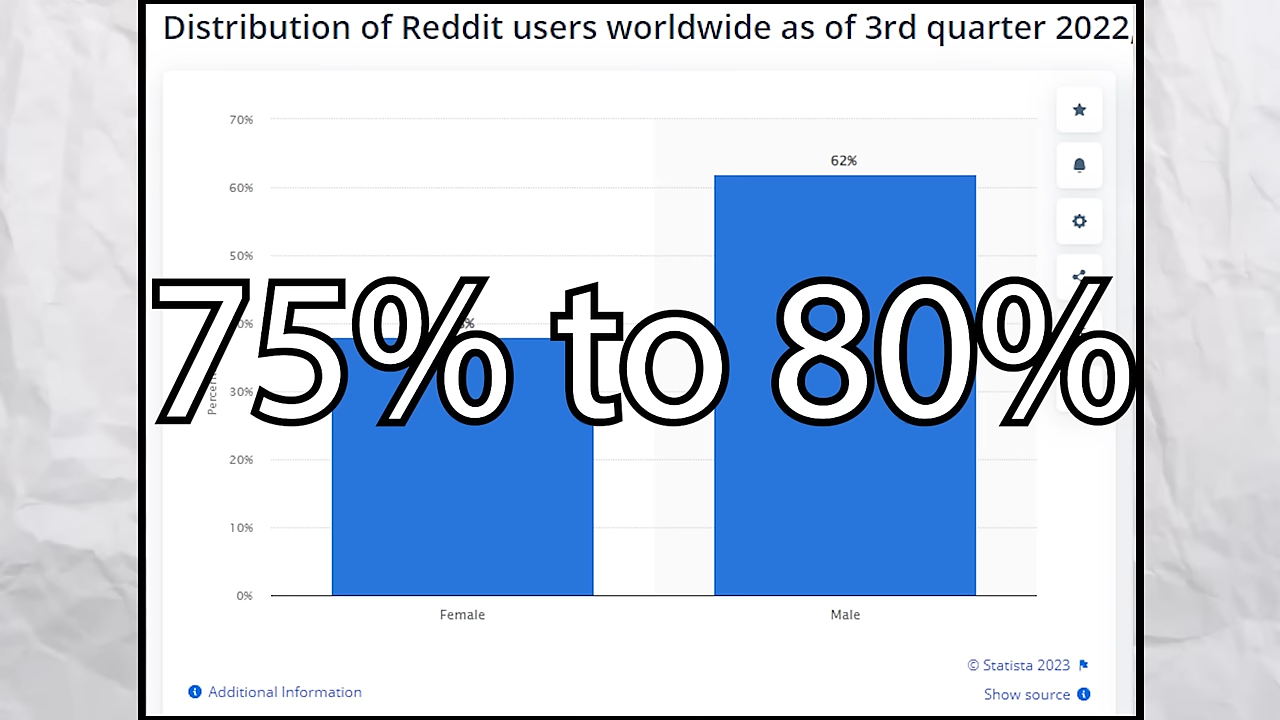 Distribution of Reddit users worldwide as of 3rd quarter 2022,
70%
62%
60%
50%
75% to 80%
30%
20%
10%
0%
Female
Male
© Statista 2023
Additional Information
Show source